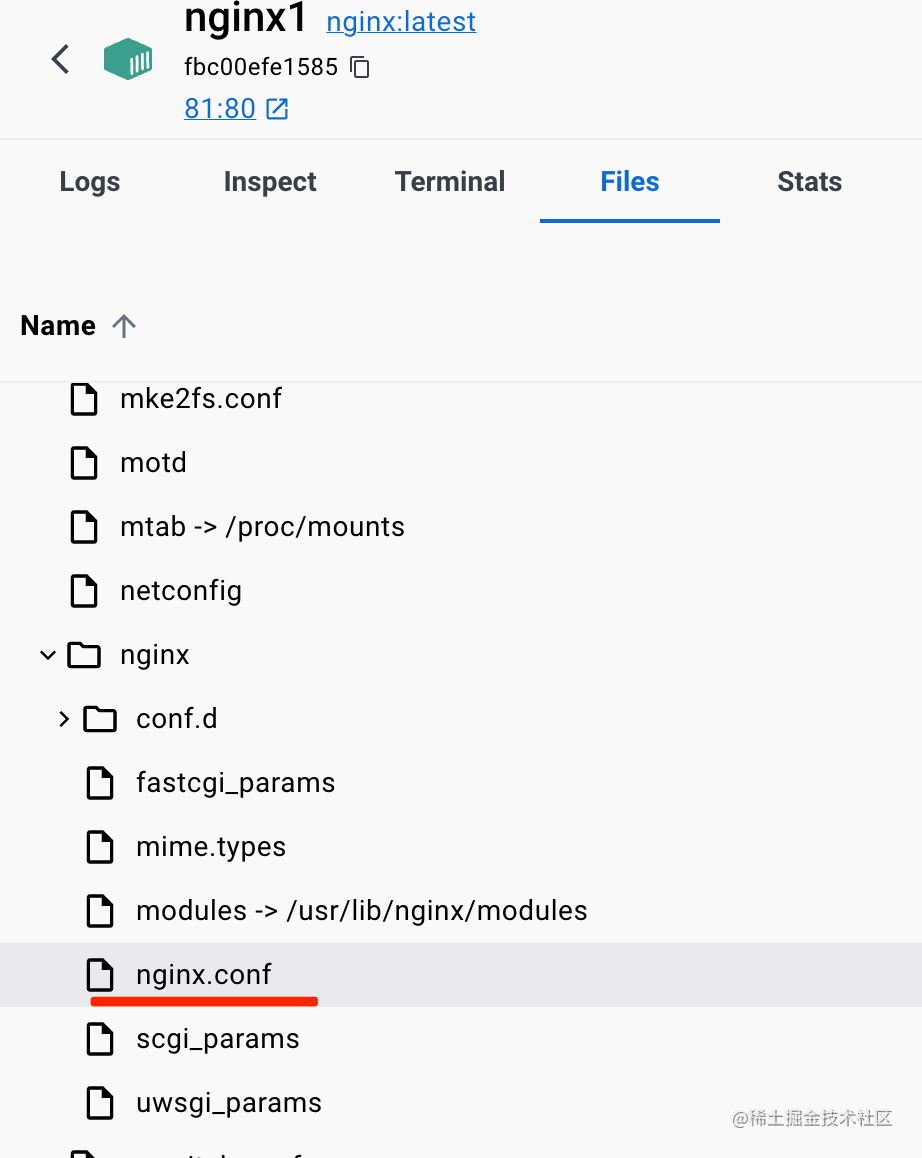 nginx1 nginx:latest
fbc00efe1585
81:80
Logs Inspect Terminal Files Stats
Name
mke2fs.conf
motd
mtab -> /proc/mounts
netconfig
nginx
conf.d
fastcgi_params
mime.types
modules -> /usr/lib/nginx/modules
nginx.conf
scgi_params
uwsgi_params
@稀土掘金技术社区